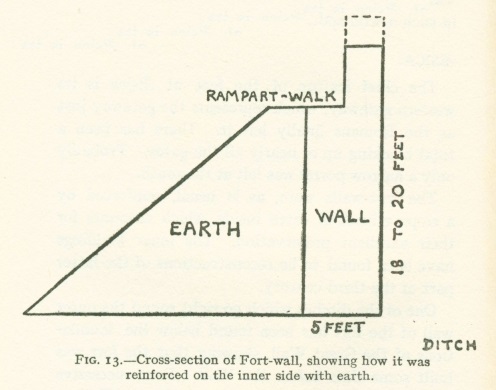 RAMPART-WALK
EARTH
WALL
18 TO 20 FEET
5 FEET
DITCH
FIG. 13.—Cross-section of Fort-wall, showing how it was
reinforced on the inner side with earth.